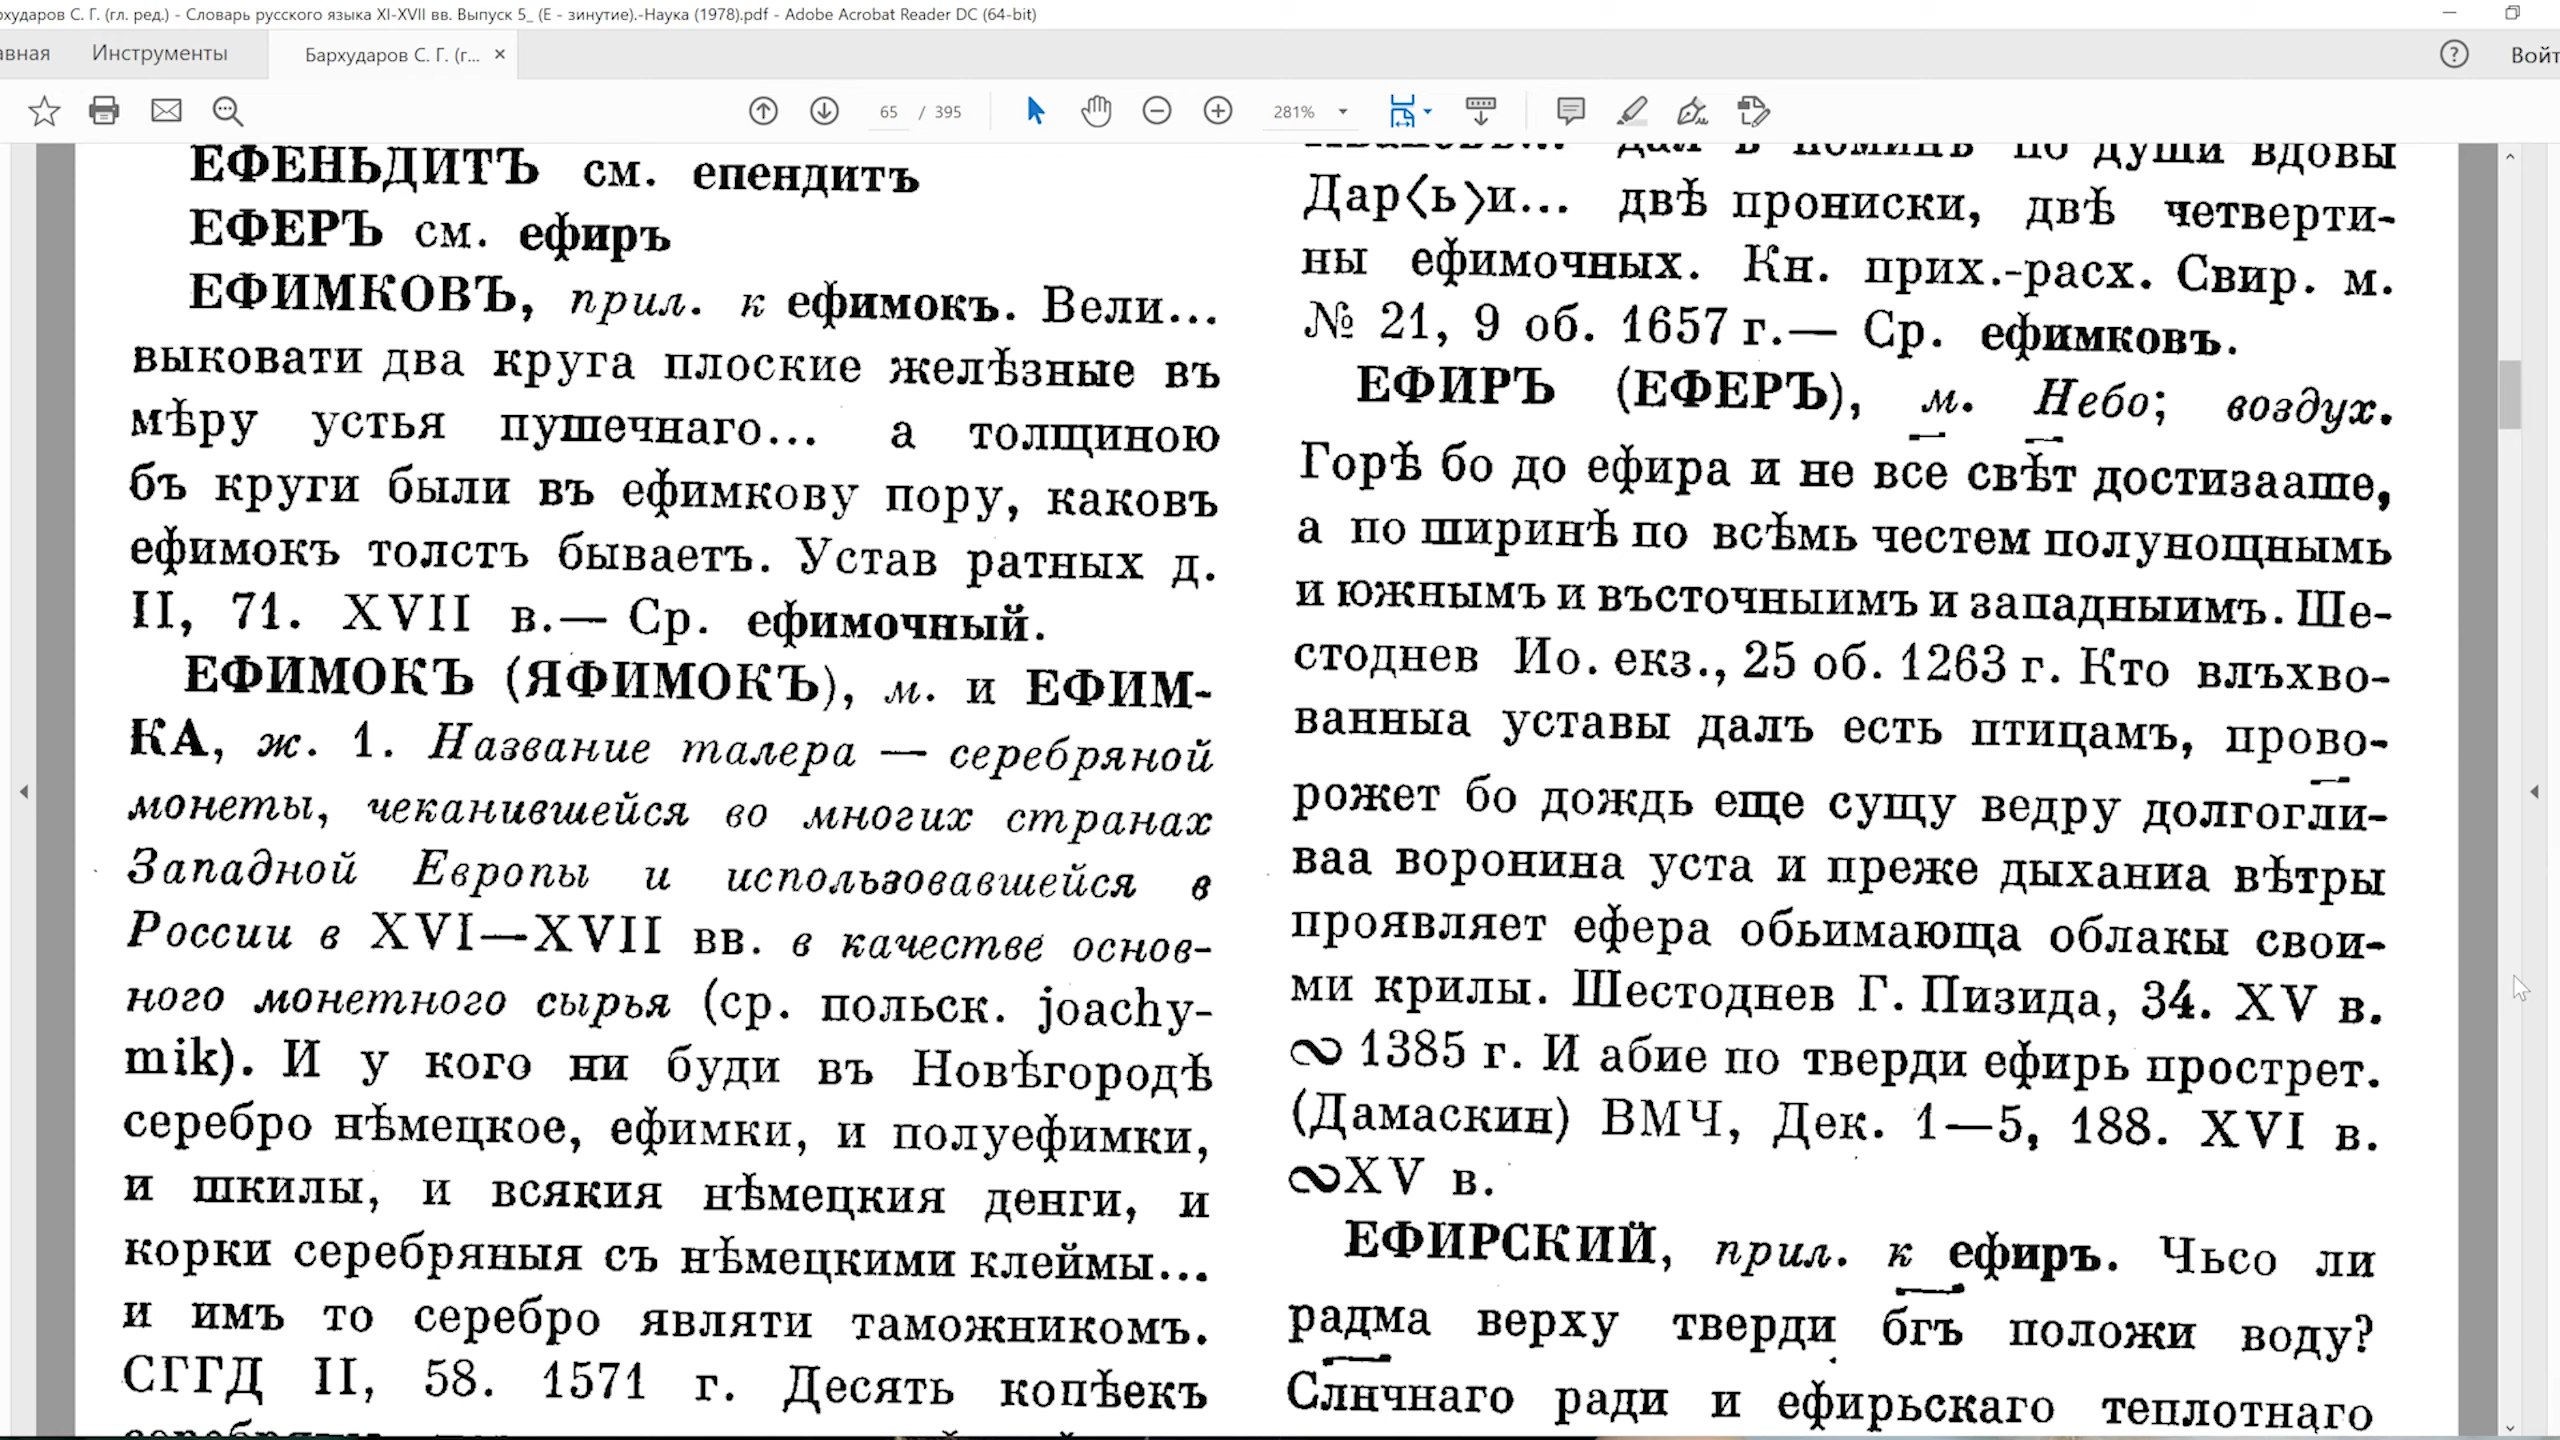 рхударов С. Г. (гл. ред.) - Словарь русского языка XI-XVII вв. Выпуск 5_ (Е - зинутие).-Наука (1978).pdf - Adobe Acrobat Reader DC (64-bit)
авная Инструменты Бархударов С. Г. (г... × ? Войт
65 / 395 281%
ЕФЕНЬДИТЪ см. епендитъ
ЕФЕРЪ см. ефиръ
ЕФИМКОВЪ, прил. к ефимокъ. Вели...
выковати два круга плоские желѣзные въ
мѣру устья пушечнаго... а толщиною
бъ круги были въ ефимкову пору, каковъ
ефимокъ толстъ бываетъ. Устав ратных д.
II, 71. XVII в.— Ср. ефимочный.
ЕФИМОКЪ (ЯФИМОКЪ), м. и ЕФИМ-
КА, ж. 1. Название талера — серебряной
монеты, чеканившейся во многих странах
Западной Европы и использовавшейся в
России в XVI—XVII вв. в качестве основ-
ного монетного сырья (ср. польск. joachy-
mik). И у кого ни буди въ Новѣгородѣ
серебро нѣмецкое, ефимки, и полуефимки,
и шкилы, и всякия нѣмецкия денги, и
корки серебряныя съ нѣмецкими клеймы...
и имъ то серебро являти таможникомъ.
СГГД II, 58. 1571 г. Десять копѣекъ
дал в поминъ по души вдовы
Дар⟨ь⟩и... двѣ прониски, двѣ четверти-
ны ефимочных. Кн. прих.-расх. Свир. м.
№ 21, 9 об. 1657 г.— Ср. ефимковъ.
ЕФИРЪ (ЕФЕРЪ), м. Небо; воздух.
Горѣ бо до ефира и не все свѣт достизааше,
а по ширинѣ по всѣмь честем полунощнымь
и южнымъ и въсточныимъ и западныимъ. Ше-
стоднев Ио. екз., 25 об. 1263 г. Кто влъхво-
ванныа уставы далъ есть птицамъ, прово-
рожет бо дождь еще сущу ведру долгогли-
ваа воронина уста и преже дыханиа вѣтры
проявляет ефера обьимающа облакы свои-
ми крилы. Шестоднев Г. Пизида, 34. XV в.
∾ 1385 г. И абие по тверди ефирь прострет.
(Дамаскин) ВМЧ, Дек. 1—5, 188. XVI в.
∾XV в.
ЕФИРСКИЙ, прил. к ефиръ. Чьсо ли
радма верху тверди бгъ положи воду?
Слнчнаго ради и ефирьскаго теплотнаго